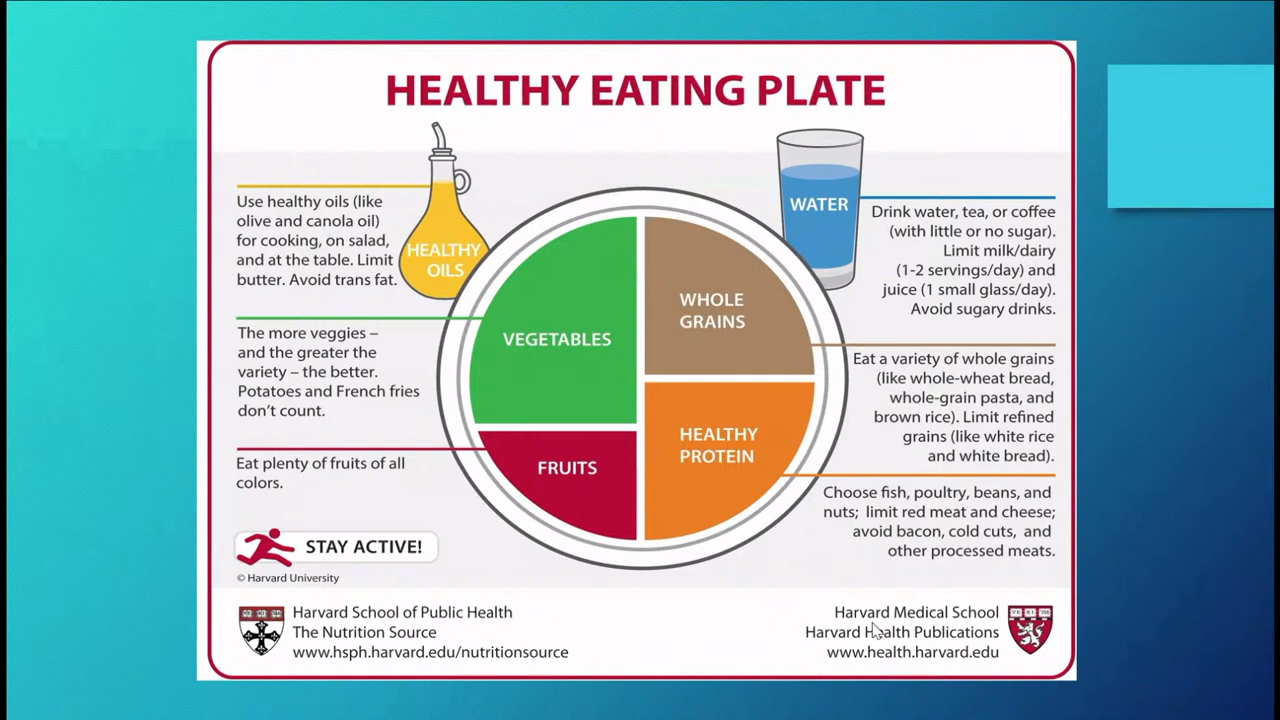 HEALTHY EATING PLATE
Use healthy oils (like
olive and canola oil)
for cooking, on salad,
and at the table. Limit
butter. Avoid trans fat.
HEALTHY
OILS
The more veggies –
and the greater the
variety – the better.
Potatoes and French fries
don’t count.
Eat plenty of fruits of all
colors.
STAY ACTIVE!
© Harvard University
VEGETABLES
FRUITS
WHOLE
GRAINS
HEALTHY
PROTEIN
WATER
Drink water, tea, or coffee
(with little or no sugar).
Limit milk/dairy
(1-2 servings/day) and
juice (1 small glass/day).
Avoid sugary drinks.
Eat a variety of whole grains
(like whole-wheat bread,
whole-grain pasta, and
brown rice). Limit refined
grains (like white rice
and white bread).
Choose fish, poultry, beans, and
nuts; limit red meat and cheese;
avoid bacon, cold cuts, and
other processed meats.
Harvard School of Public Health
The Nutrition Source
www.hsph.harvard.edu/nutritionsource
Harvard Medical School
Harvard Health Publications
www.health.harvard.edu